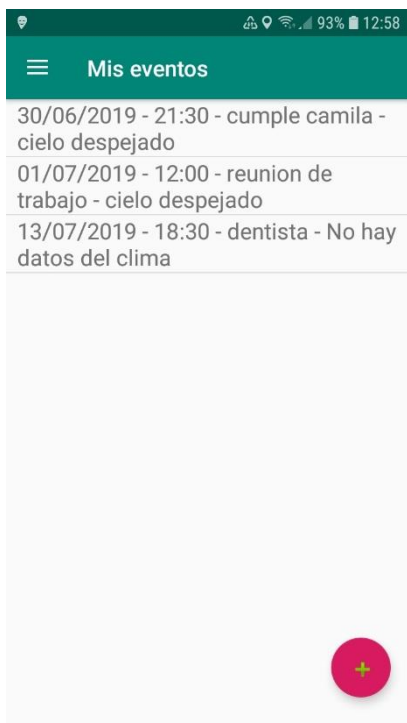 93% 12:58
Mis eventos
30/06/2019 - 21:30 - cumple camila -
cielo despejado
01/07/2019 - 12:00 - reunion de
trabajo - cielo despejado
13/07/2019 - 18:30 - dentista - No hay
datos del clima
+